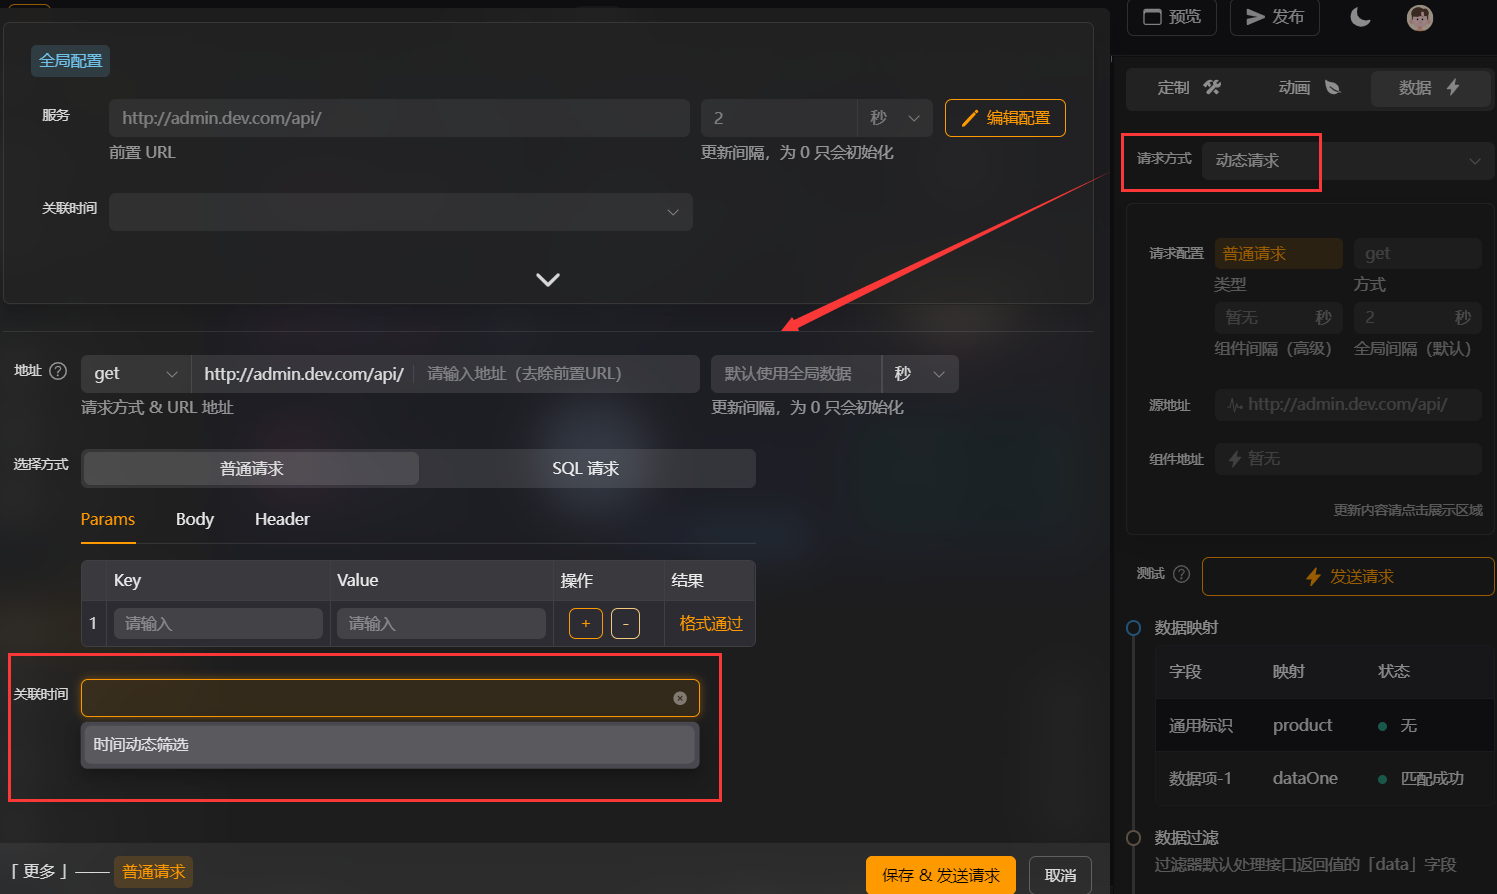 全局配置
服务
http://admin.dev.com/api/
2
秒
编辑配置
前置 URL
更新间隔，为 0 只会初始化
关联时间
地址
get
http://admin.dev.com/api/
请输入地址（去除前置URL）
默认使用全局数据
秒
请求方式 & URL 地址
更新间隔，为 0 只会初始化
选择方式
普通请求
SQL 请求
Params
Body
Header
Key
Value
操作
结果
1
请输入
请输入
+
-
格式通过
关联时间
时间动态筛选
「 更多 」
普通请求
保存 & 发送请求
取消
预览
发布
定制
动画
数据
请求方式
动态请求
请求配置
普通请求
get
类型
方式
暂无
秒
2
秒
组件间隔（高级）
全局间隔（默认）
源地址
http://admin.dev.com/api/
组件地址
暂无
更新内容请点击展示区域
测试
发送请求
数据映射
字段
映射
状态
通用标识
product
无
数据项-1
dataOne
匹配成功
数据过滤
过滤器默认处理接口返回值的「data」字段